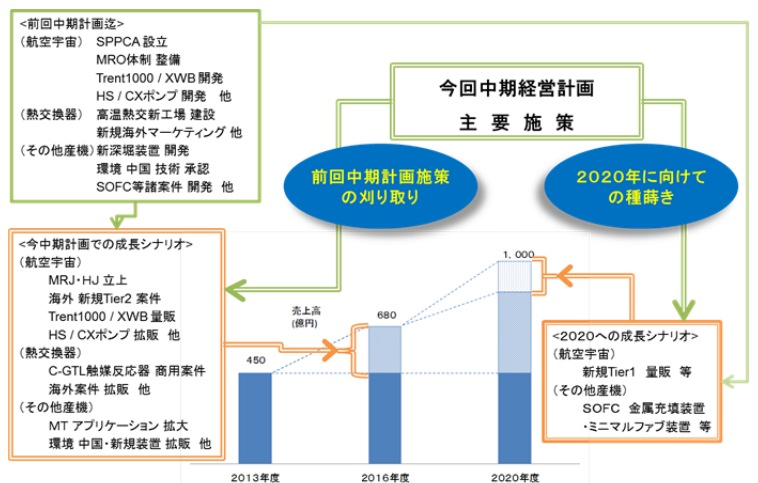 <前回中期計画迄>
(航空宇宙) SPPCA 設立
MRO体制 整備
Trent1000 / XWB 開発
HS / CXポンプ 開発 他
(熱交換器) 高温熱交新工場 建設
新規海外マーケティング 他
(その他産機) 新深堀装置 開発
環境 中国 技術 承認
SOFC等諸案件 開発 他
今回中期経営計画
主 要 施 策
前回中期計画施策
の刈り取り
2020年に向けて
の種蒔き
<今中期計画での成長シナリオ>
(航空宇宙)
MRJ・HJ 立上
海外 新規Tier2 案件
Trent1000 / XWB 量販
HS / CXポンプ 拡販 他
(熱交換器)
C-GTL触媒反応器 商用案件
海外案件 拡販 他
(その他産機)
MT アプリケーション 拡大
環境 中国・新規装置 拡販 他
売上高
(億円)
450
680
1,000
2013年度
2016年度
2020年度
<2020への成長シナリオ>
(航空宇宙)
新規Tier1 量販 等
(その他産機)
SOFC 金属充填装置
・ミニマルファブ装置 等